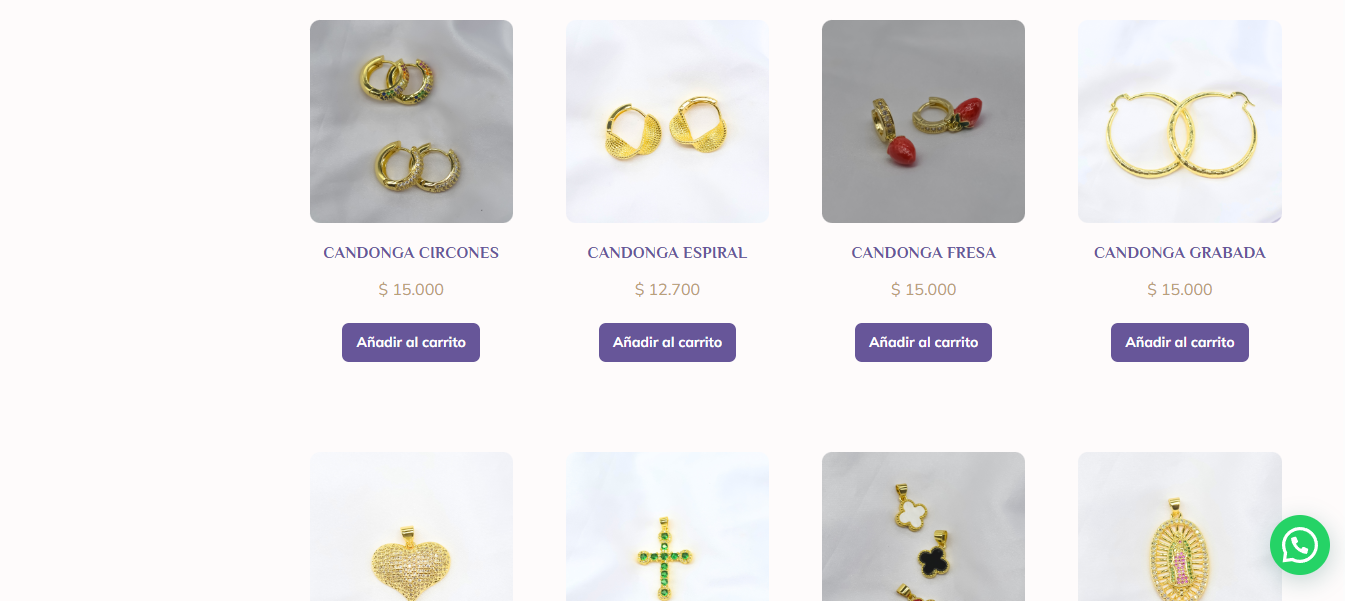 CANDONGA CIRCONES
CANDONGA ESPIRAL
CANDONGA FRESA
CANDONGA GRABADA
$ 15.000
$ 12.700
$ 15.000
$ 15.000
Añadir al carrito
Añadir al carrito
Añadir al carrito
Añadir al carrito